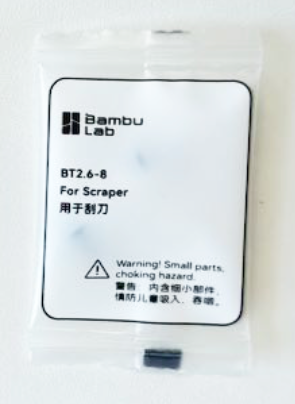 Bambu
Lab
BT2.6-8
For Scraper
用于刮刀
Warning! Small parts,
choking hazard.
警告: 内含细小部件,
慎防儿童吸入、吞咽。